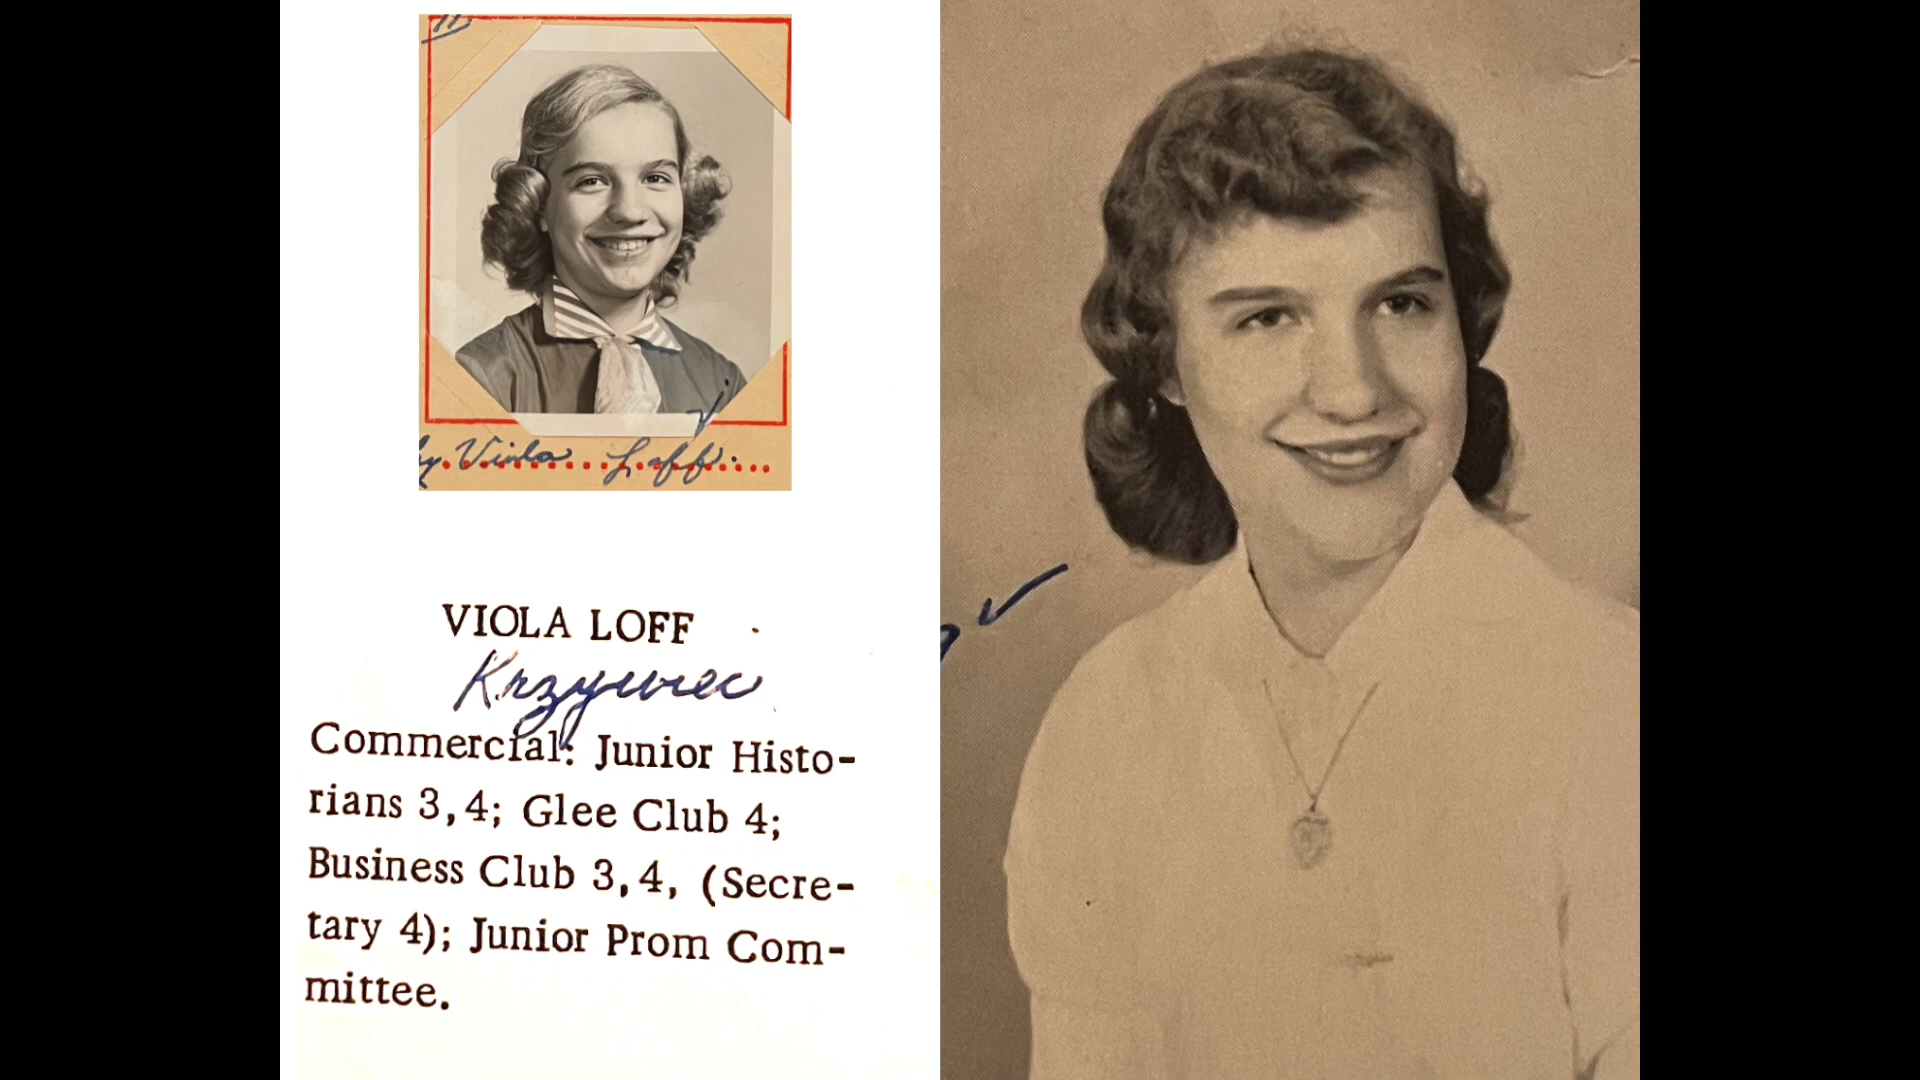 Viola Loff
VIOLA LOFF
Krzywiec
Commercial: Junior Histo-
rians 3,4; Glee Club 4;
Business Club 3,4, (Secre-
tary 4); Junior Prom Com-
mittee.